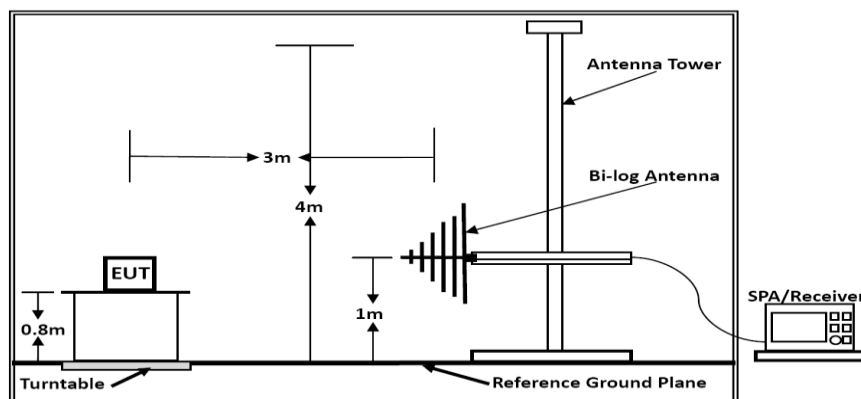 Antenna Tower
3m
Bi-log Antenna
4m
EUT
SPA/Receiver
0.8m
1m
Turntable
Reference Ground Plane